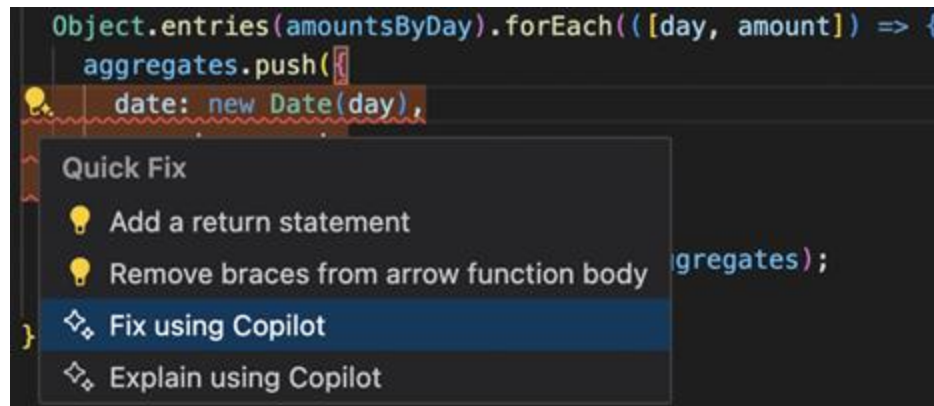 Object.entries(amountsByDay).forEach(([day, amount]) => {
aggregates.push({
date: new Date(day),
Quick Fix
Add a return statement
Remove braces from arrow function body
ggregates);
Fix using Copilot
}
Explain using Copilot